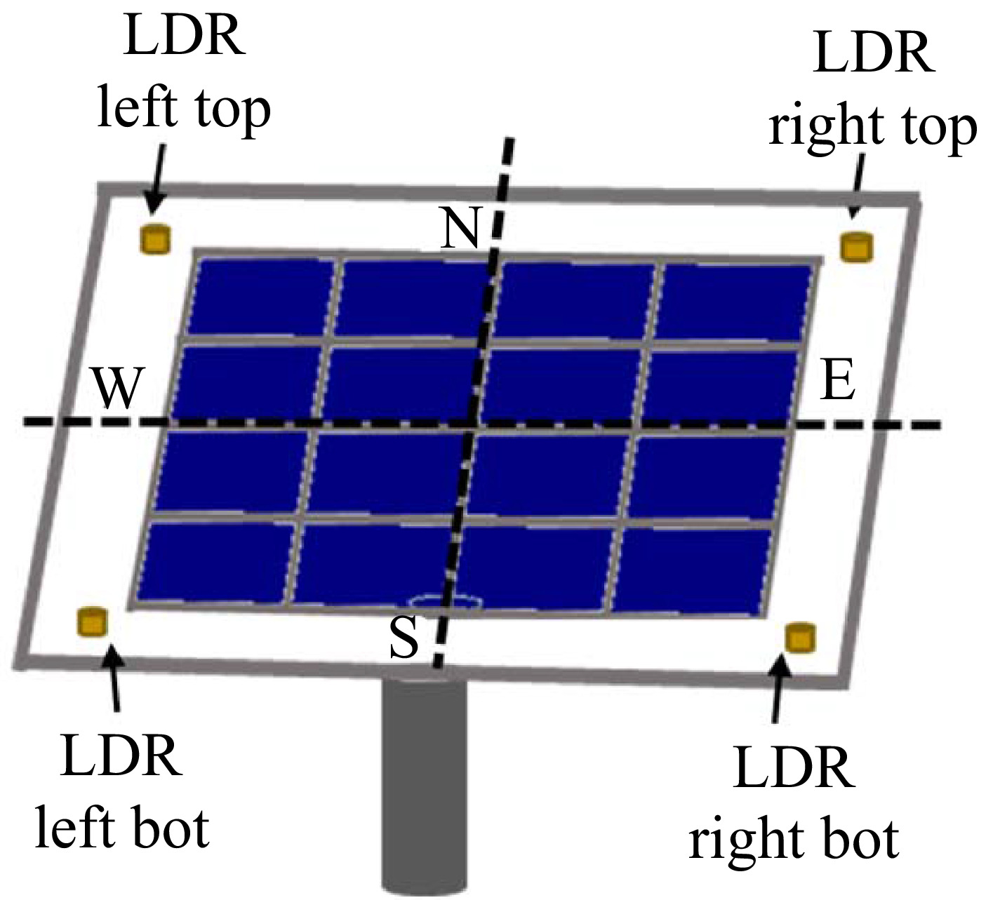 LDR
left top
LDR
right top
N
W
E
S
LDR
left bot
LDR
right bot